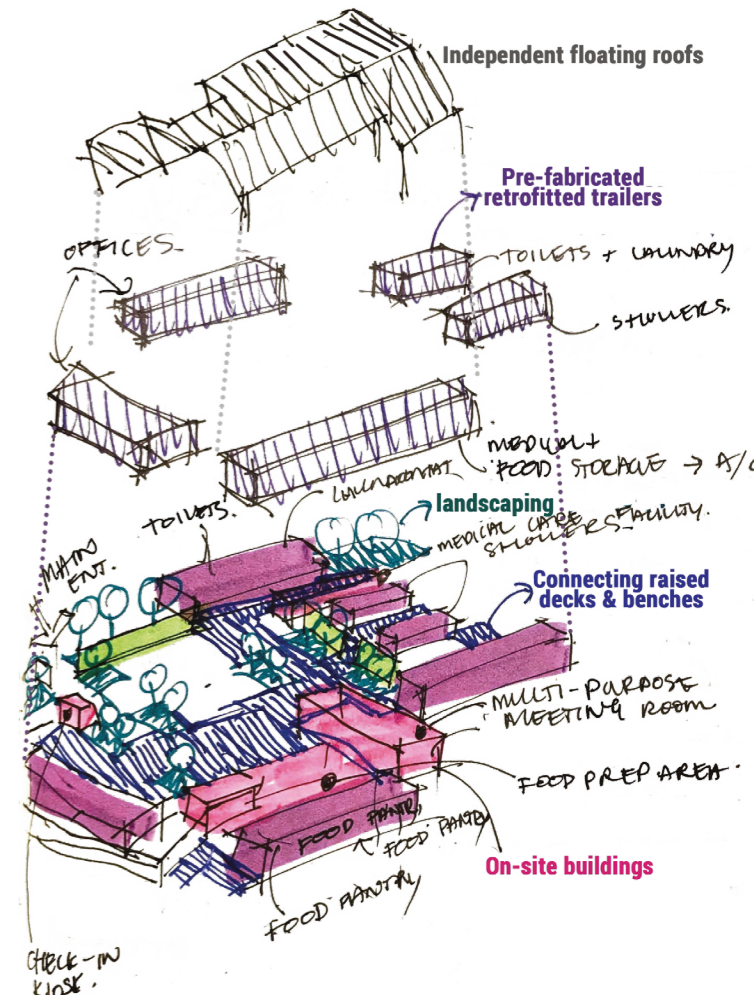 Independent floating roofs
Pre-fabricated
retrofitted trailers
OFFICES
TOILETS + LAUNDRY
SHOWERS.
MEDICAL +
FOOD STORAGE → A/C
LAUNDROMAT
TOILETS.
landscaping
MEDICAL CARE FACILITY.
SHOWERS
MAIN
ENT.
Connecting raised
decks & benches
MULTI-PURPOSE
MEETING ROOM
FOOD PREP AREA.
FOOD PANTRY
FOOD PANTRY
On-site buildings
FOOD PANTRY
CHECK-IN
KIOSK.